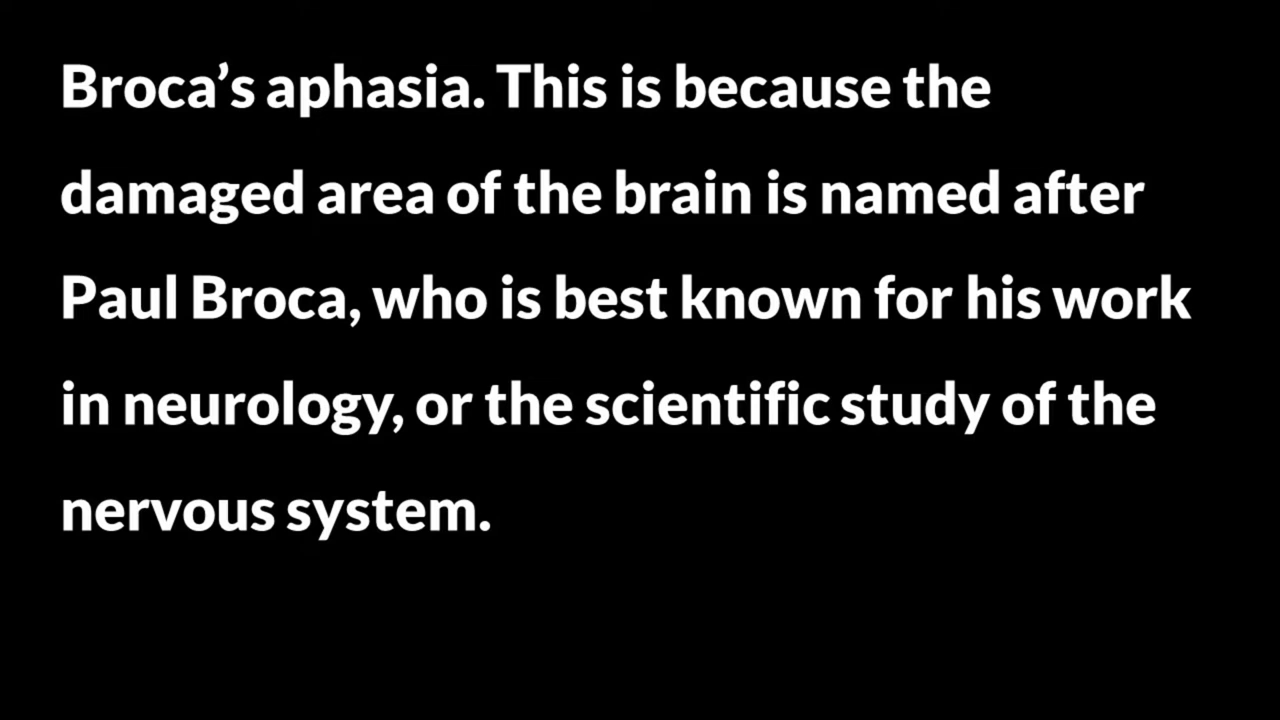 Broca’s aphasia. This is because the
damaged area of the brain is named after
Paul Broca, who is best known for his work
in neurology, or the scientific study of the
nervous system.